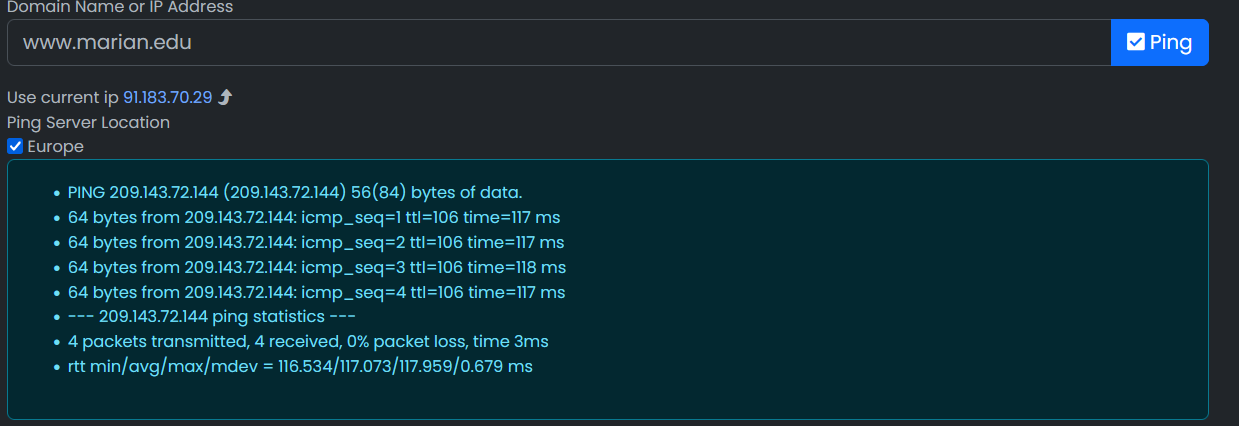 Domain Name or IP Address
www.marian.edu
Ping
Use current ip 91.183.70.29
Ping Server Location
Europe
PING 209.143.72.144 (209.143.72.144) 56(84) bytes of data.
64 bytes from 209.143.72.144: icmp_seq=1 ttl=106 time=117 ms
64 bytes from 209.143.72.144: icmp_seq=2 ttl=106 time=117 ms
64 bytes from 209.143.72.144: icmp_seq=3 ttl=106 time=118 ms
64 bytes from 209.143.72.144: icmp_seq=4 ttl=106 time=117 ms
--- 209.143.72.144 ping statistics ---
4 packets transmitted, 4 received, 0% packet loss, time 3ms
rtt min/avg/max/mdev = 116.534/117.073/117.959/0.679 ms